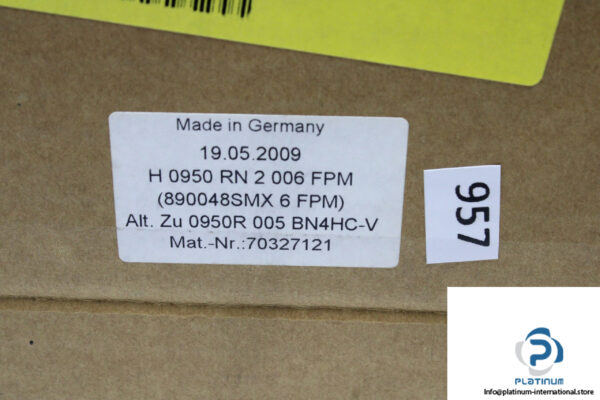 Made in Germany
19.05.2009
H 0950 RN 2 006 FPM
(890048SMX 6 FPM)
Alt. Zu 0950R 005 BN4HC-V
Mat.-Nr.:70327121
957
PLATINUM
Info@platinum-international.store